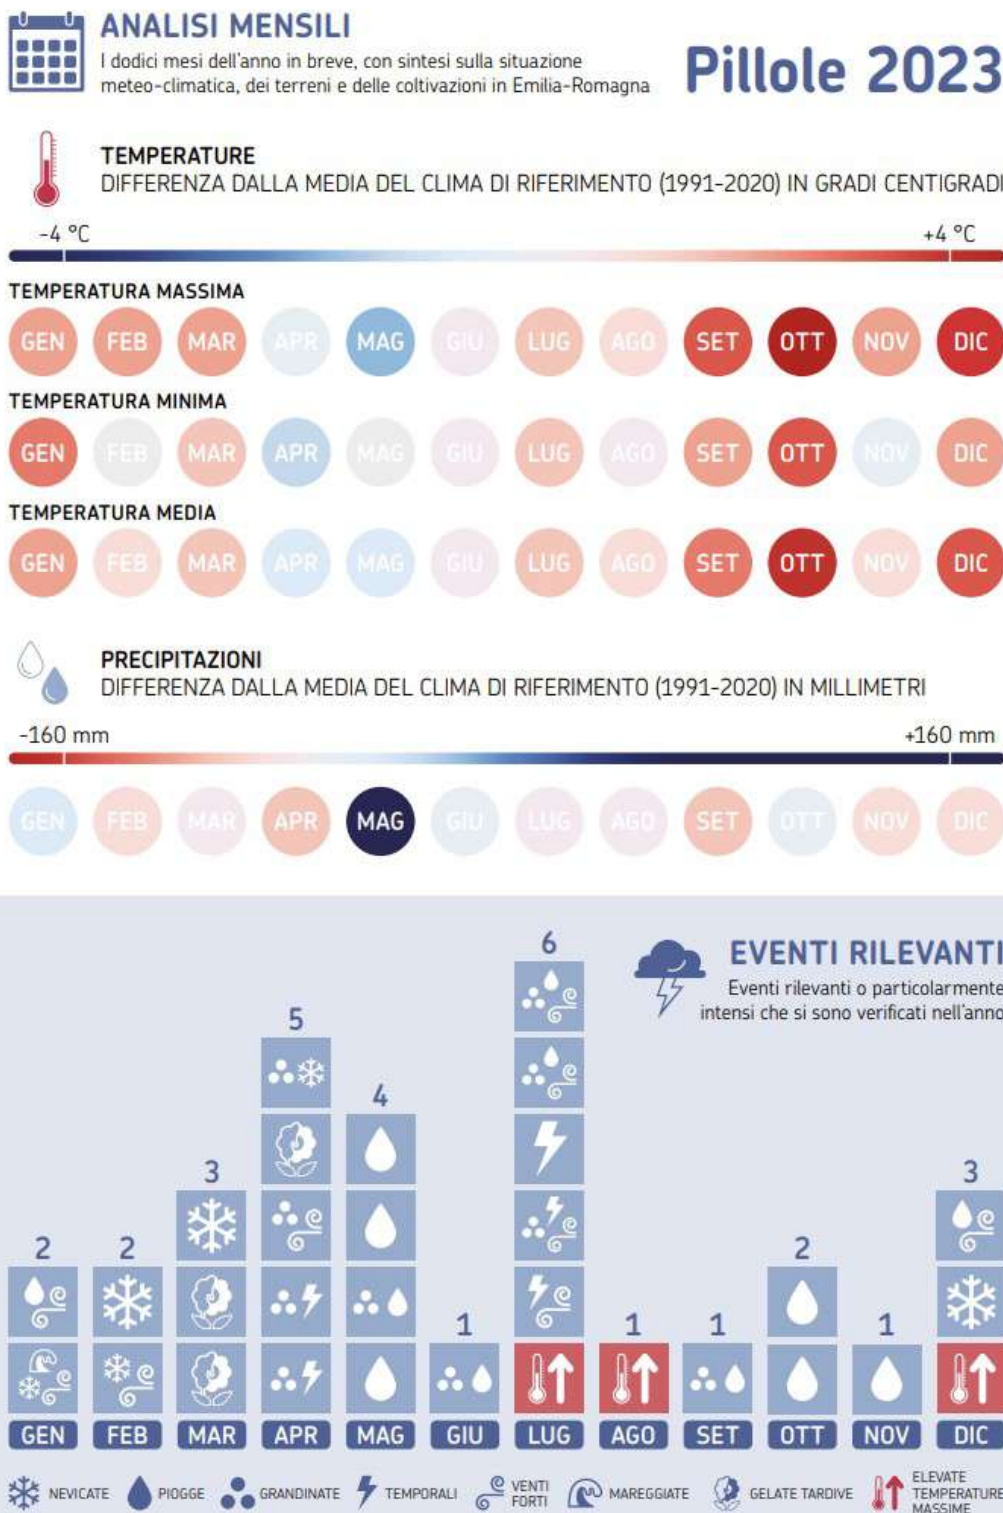 ANALISI MENSILI
I dodici mesi dell'anno in breve, con sintesi sulla situazione
meteo-climatica, dei terreni e delle coltivazioni in Emilia-Romagna
Pillole 2023
TEMPERATURE
DIFFERENZA DALLA MEDIA DEL CLIMA DI RIFERIMENTO (1991-2020) IN GRADI CENTIGRADI
-4 °C +4 °C
TEMPERATURA MASSIMA
GEN FEB MAR APR MAG GIU LUG AGO SET OTT NOV DIC
TEMPERATURA MINIMA
GEN FEB MAR APR MAG GIU LUG AGO SET OTT NOV DIC
TEMPERATURA MEDIA
GEN FEB MAR APR MAG GIU LUG AGO SET OTT NOV DIC
PRECIPITAZIONI
DIFFERENZA DALLA MEDIA DEL CLIMA DI RIFERIMENTO (1991-2020) IN MILLIMETRI
-160 mm +160 mm
GEN FEB MAR APR MAG GIU LUG AGO SET OTT NOV DIC
EVENTI RILEVANTI
Eventi rilevanti o particolarmente
intensi che si sono verificati nell'anno
2 2 3 5 4 1 6 1 1 2 1 3
GEN FEB MAR APR MAG GIU LUG AGO SET OTT NOV DIC
NEVICATE PIOGGE GRANDINATE TEMPORALI VENTI FORTI MAREGGIATE GELATE TARDIVE ELEVATE TEMPERATURE MASSIME